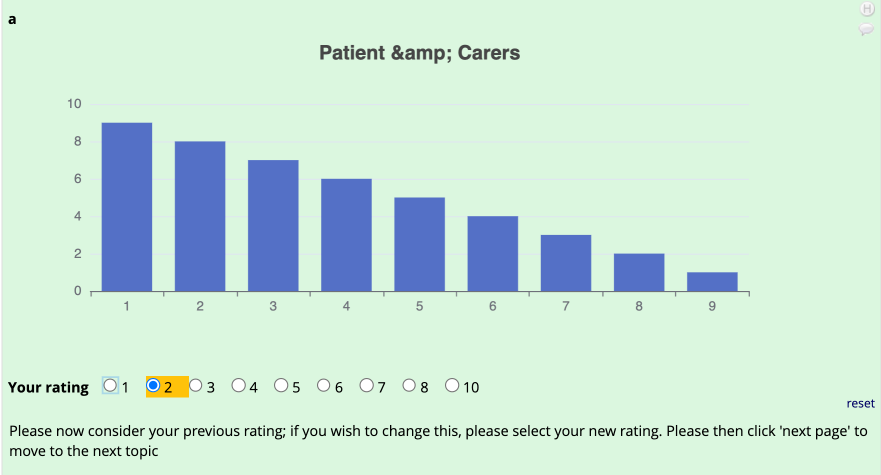 a
H
Patient &amp; Carers
10
8
6
4
2
0
1 2 3 4 5 6 7 8 9
Your rating 1 2 3 4 5 6 7 8 10
reset
Please now consider your previous rating; if you wish to change this, please select your new rating. Please then click 'next page' to
move to the next topic